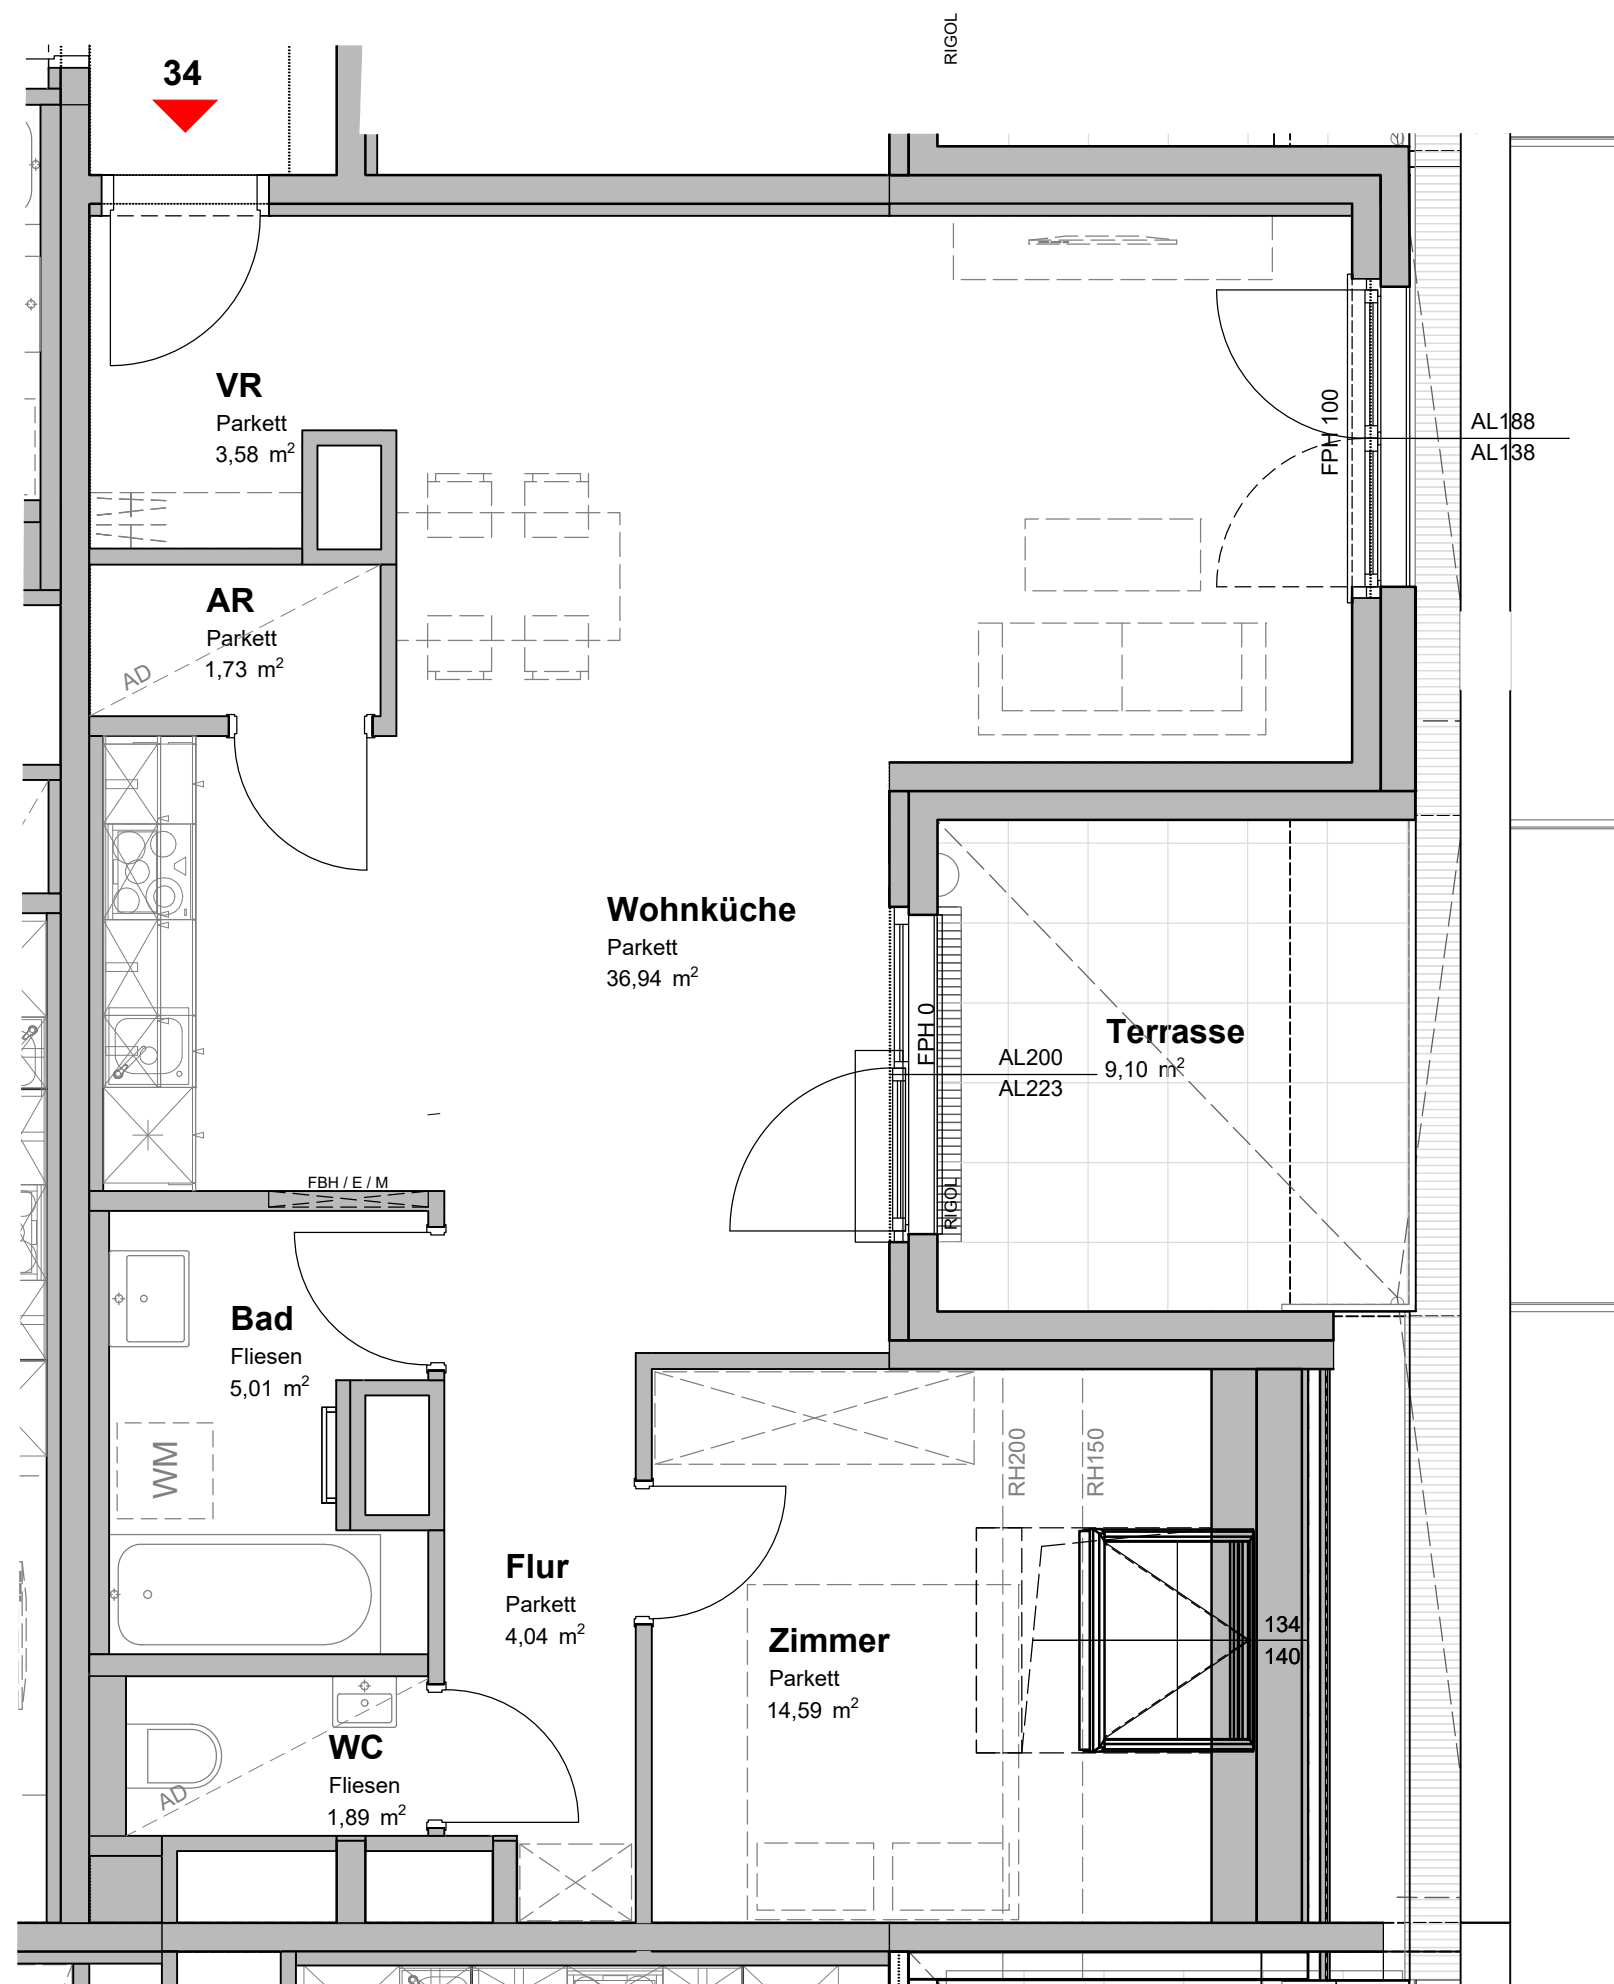 RIGOL
34
VR
Parkett
3,58 m²
FPH 100
AL188
AL138
AR
Parkett
1,73 m²
AD
Wohnküche
Parkett
36,94 m²
FPH 0
RIGOL
AL200
AL223
Terrasse
9,10 m²
FBH / E / M
Bad
Fliesen
5,01 m²
WM
RH200
RH150
Flur
Parkett
4,04 m²
Zimmer
Parkett
14,59 m²
134
140
WC
Fliesen
1,89 m²
AD